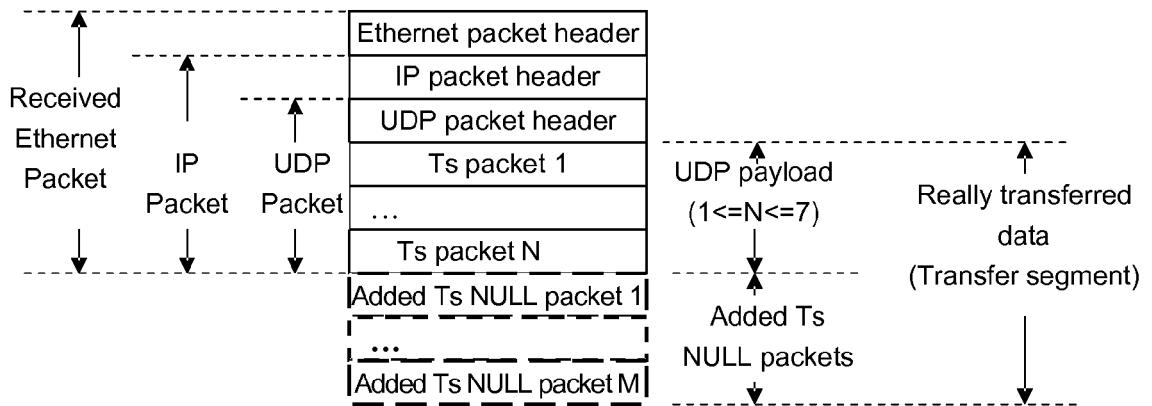 Ethernet packet header
IP packet header
UDP packet header
Ts packet 1
...
Ts packet N
Added Ts NULL packet 1
...
Added Ts NULL packet M
Received
Ethernet
Packet
IP
Packet
UDP
Packet
UDP payload
(1<=N<=7)
Added Ts
NULL packets
Really transferred
data
(Transfer segment)